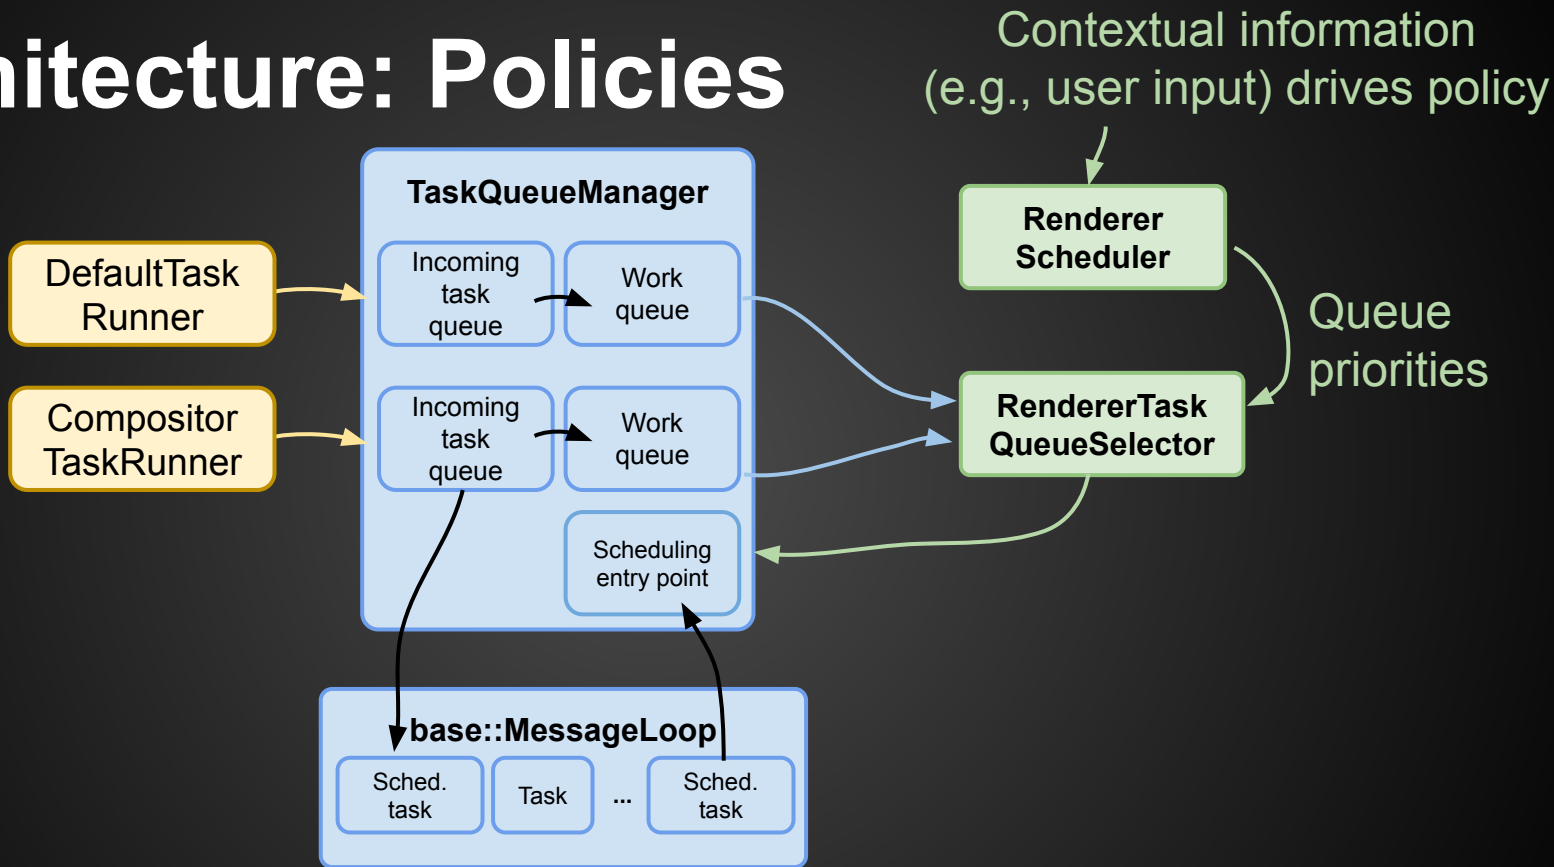 hitecture: Policies
Contextual information
(e.g., user input) drives policy
TaskQueueManager
Renderer
Scheduler
DefaultTask
Runner
Incoming
task
queue
Work
queue
Queue
priorities
Compositor
TaskRunner
Incoming
task
queue
Work
queue
RendererTask
QueueSelector
Scheduling
entry point
base::MessageLoop
Sched.
task
Task
...
Sched.
task